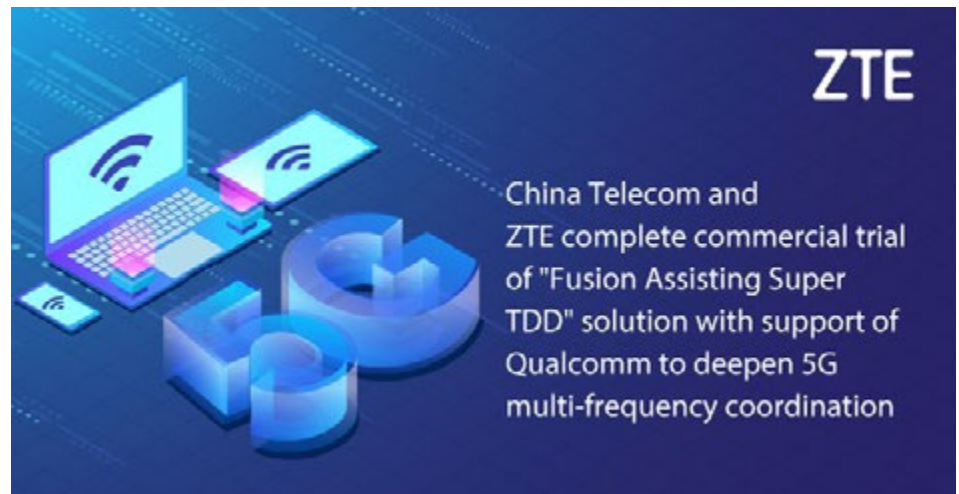 ZTE
China Telecom and
ZTE complete commercial trial
of "Fusion Assisting Super
TDD" solution with support of
Qualcomm to deepen 5G
multi-frequency coordination
5G